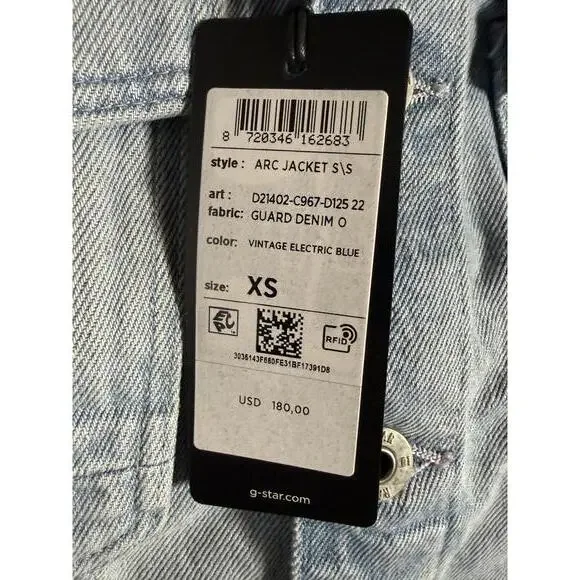 8 720346 162683
style : ARC JACKET S\S
art : D21402-C967-D125 22
fabric: GUARD DENIM O
color: VINTAGE ELECTRIC BLUE
size: XS
RFID
3036143F660FE31BF17391D8
USD 180,00
g-star.com